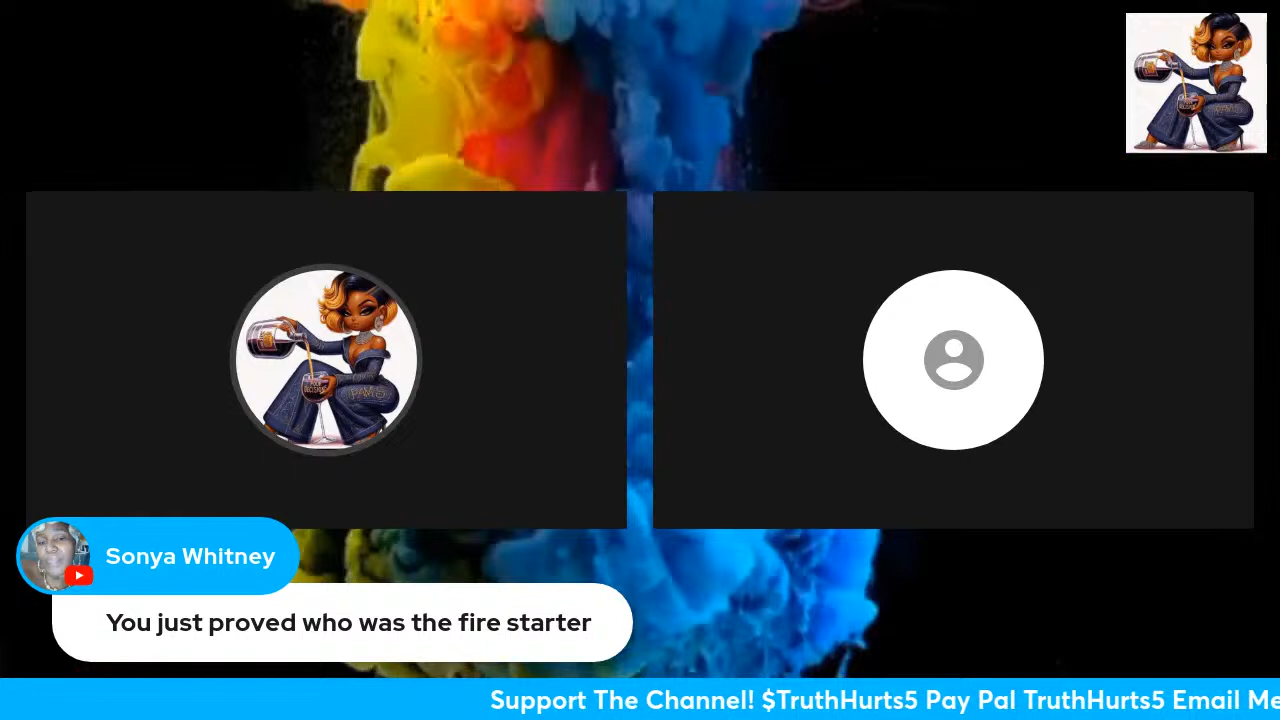 PAM'S
Sonya Whitney
You just proved who was the fire starter
Support The Channel! $TruthHurts5 Pay Pal TruthHurts5 Email Me